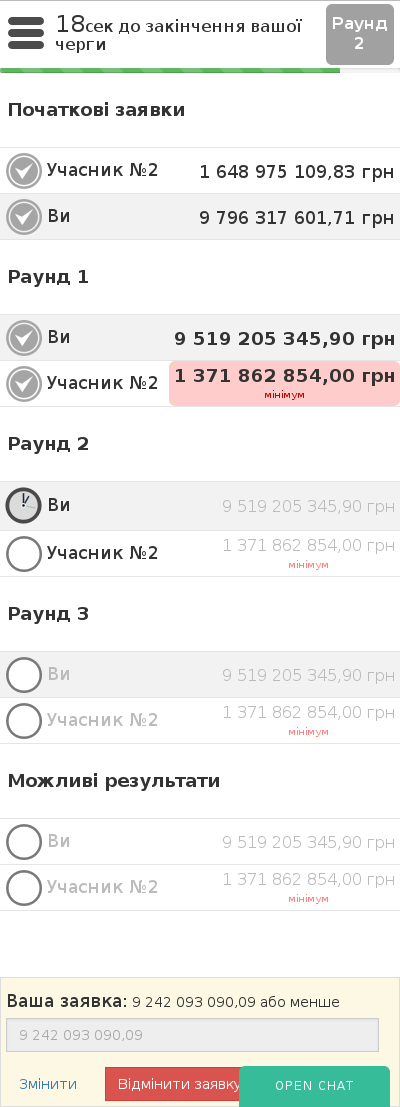 18сек до закінчення вашої
черги
Раунд
2
Початкові заявки
Учасник №2 1 648 975 109,83 грн
Ви 9 796 317 601,71 грн
Раунд 1
Ви 9 519 205 345,90 грн
Учасник №2 1 371 862 854,00 грн
мінімум
Раунд 2
Ви 9 519 205 345,90 грн
Учасник №2 1 371 862 854,00 грн
мінімум
Раунд 3
Ви 9 519 205 345,90 грн
Учасник №2 1 371 862 854,00 грн
мінімум
Можливі результати
Ви 9 519 205 345,90 грн
Учасник №2 1 371 862 854,00 грн
мінімум
Ваша заявка: 9 242 093 090,09 або менше
9 242 093 090,09
Змінити Відмінити заявку OPEN CHAT